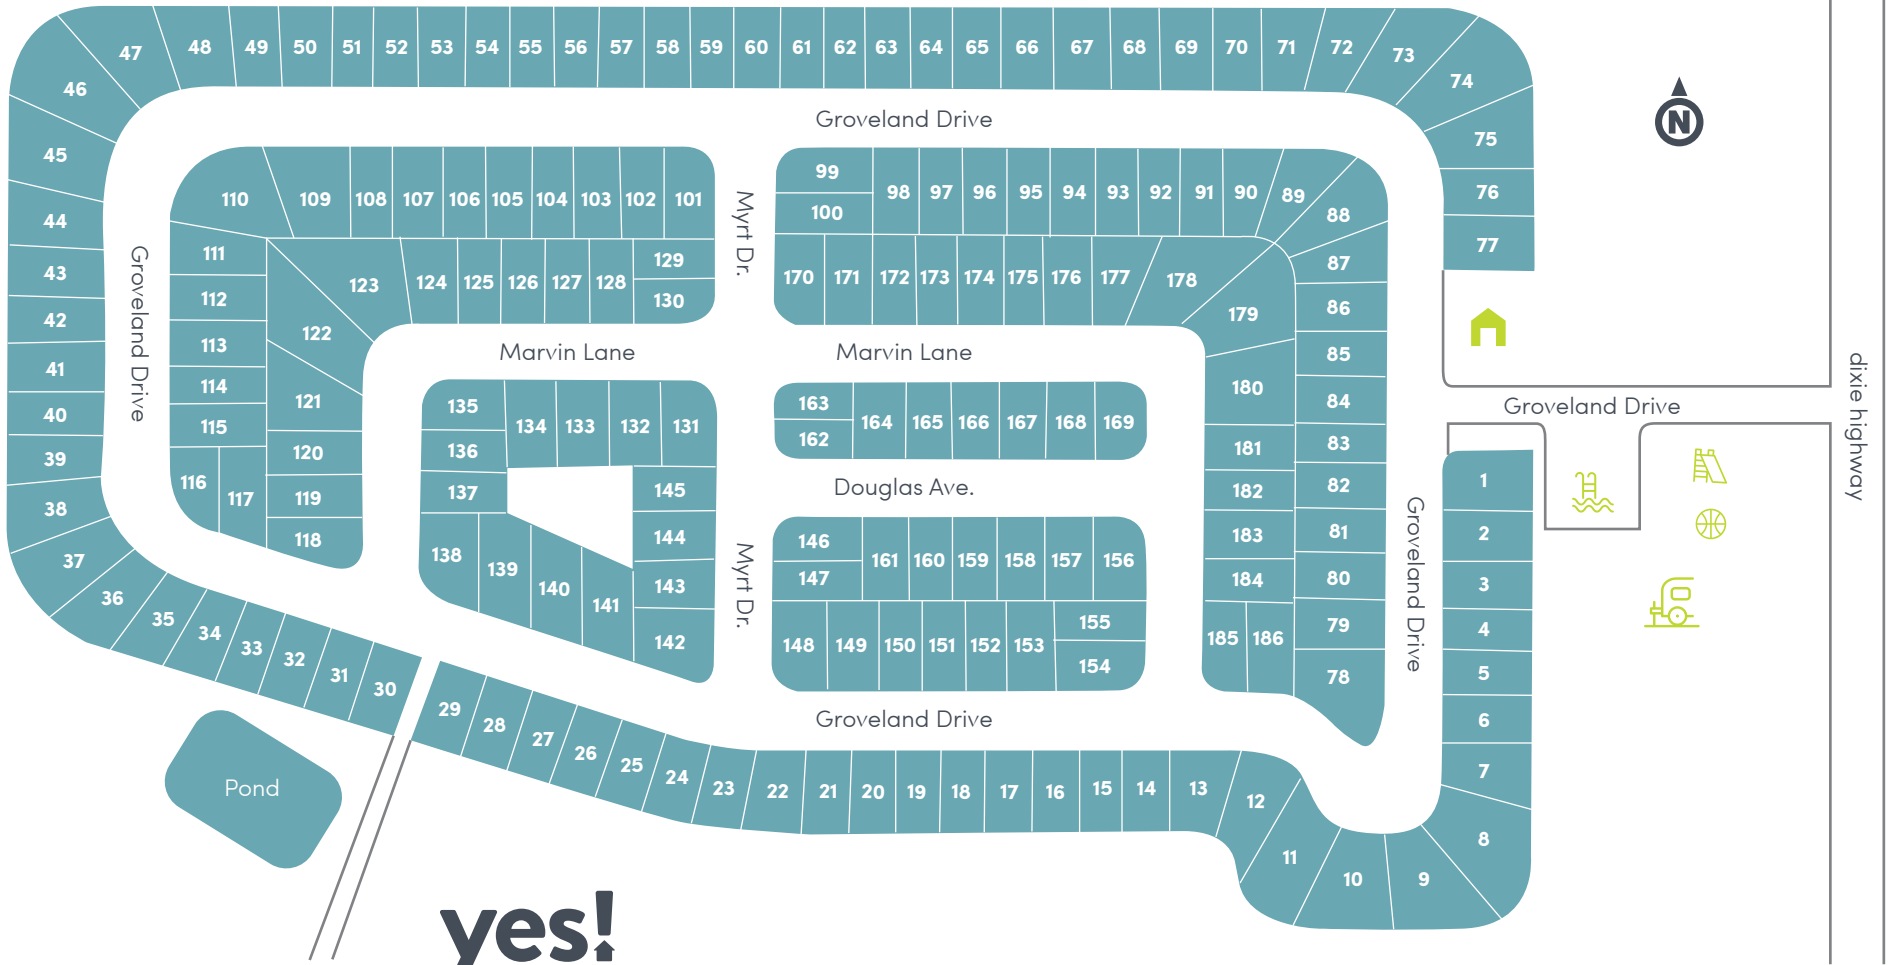 47 48 49 50 51 52 53 54 55 56 57 58 59 60 61 62 63 64 65 66 67 68 69 70 71 72 73
46 74
Groveland Drive
N
45 75
110 109 108 107 106 105 104 103 102 101
Myrt Dr.
99
100
98 97 96 95 94 93 92 91 90 89 88
76
44 77
43
42
41
40
39
38
Groveland Drive
111
112
113
114
115
116 117
123 124 125 126 127 128
129
130
122
121
120
119
118
170 171 172 173 174 175 176 177 178
179
180
181
182
183
184
185 186
87
86
85
84
83
82
81
80
79
78
Marvin Lane
Marvin Lane
Groveland Drive
dixie highway
135
136
137
134 133 132 131
138 139 140 141
145
144
143
142
163
162
164 165 166 167 168 169
Douglas Ave.
Myrt Dr.
146
147
161 160 159 158 157 156
148 149 150 151 152 153
155
154
Groveland Drive
Groveland Drive
1
2
3
4
5
6
7
8
37
36 35 34 33 32 31 30
29 28 27 26 25 24 23 22 21 20 19 18 17 16 15 14 13 12
11 10 9
Pond
yes!